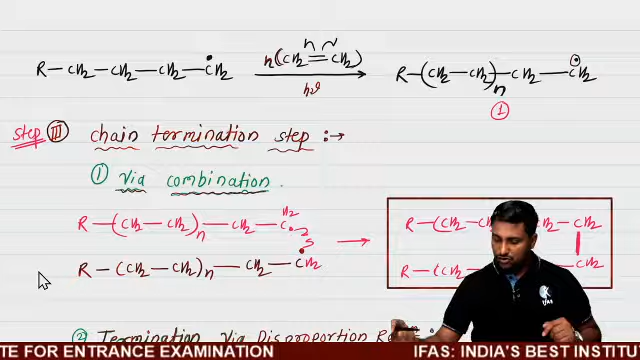 n(CH2=CH2)
R-CH2-CH2-CH2-ĊH2 → R-(CH2-CH2)n-CH2-ĊH2
hν
①
Step III chain termination step :→
① via combination.
R-(CH2-CH2)n-CH2-CH2• → R-(CH2 CH2
R-(CH2-CH2)n-CH2-ĊH2 R-(CH2 CH2
② Termination via Disproportion
TE FOR ENTRANCE EXAMINATION IFAS: INDIA'S BEST INSTITU